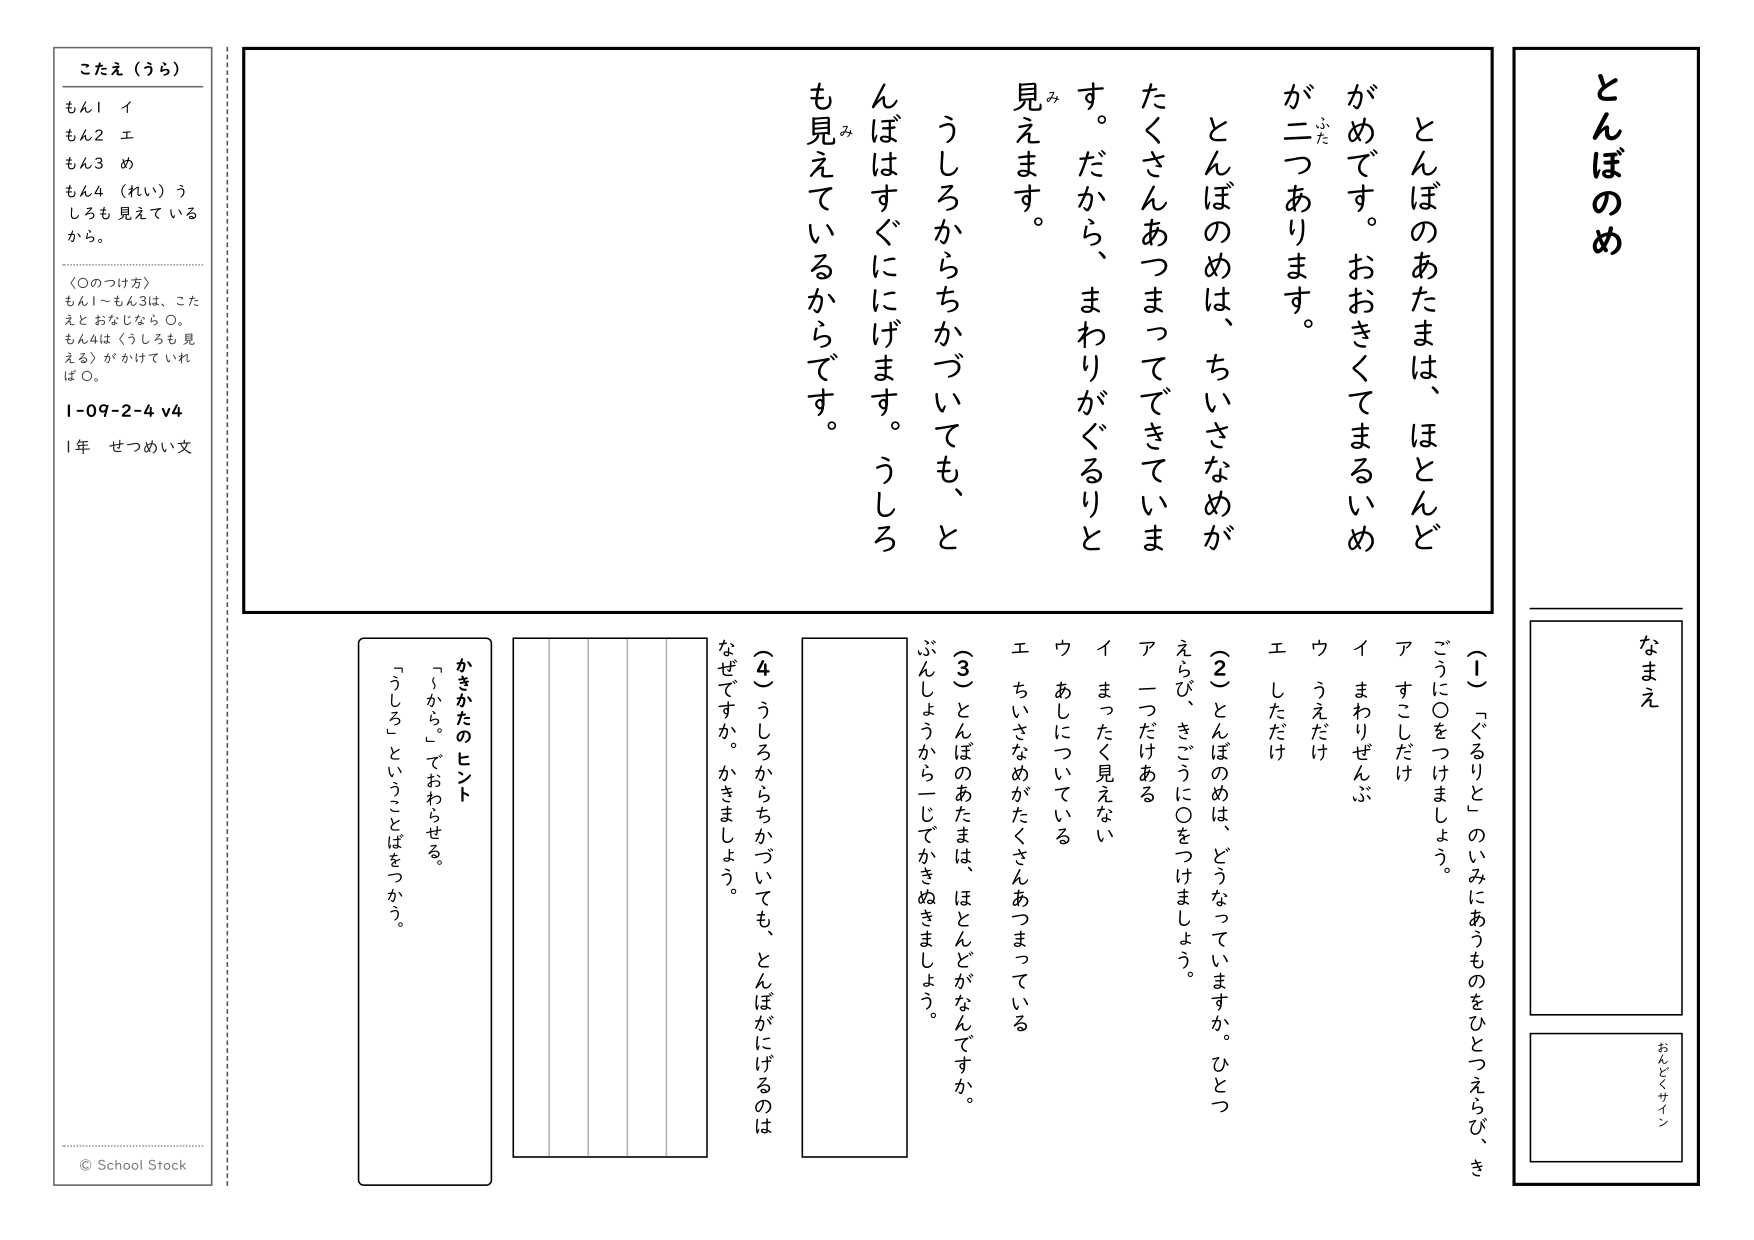 とんぼのめ
なまえ
おんどくサイン
とんぼのあたまは、ほとんど
がめです。おおきくてまるいめ
が二つあります。
ふた
とんぼのめは、ちいさなめが
たくさんあつまってできていま
す。だから、まわりがぐるりと
見えます。
み
うしろからちかづいても、と
んぼはすぐににげます。うしろ
も見えているからです。
み
(1)「ぐるりと」のいみにあうものをひとつえらび、き
ごうに〇をつけましょう。
ア　すこしだけ
イ　まわりぜんぶ
ウ　うえだけ
エ　しただけ
(2)とんぼのめは、どうなっていますか。ひとつ
えらび、きごうに〇をつけましょう。
ア　一つだけある
イ　まったく見えない
ウ　あしについている
エ　ちいさなめがたくさんあつまっている
(3)とんぼのあたまは、ほとんどがなんですか。
ぶんしょうから一じでかきぬきましょう。
(4)うしろからちかづいても、とんぼがにげるのは
なぜですか。かきましょう。
かきかたの ヒント
「〜から。」でおわらせる。
「うしろ」ということばをつかう。
こたえ（うら）
もん1　イ
もん2　エ
もん3　め
もん4　（れい）う
しろも 見えて いる
から。
〈〇のつけ方〉
もん1～もん3は、こた
えと おなじなら 〇。
もん4は〈うしろも 見
える〉が かけて いれ
ば 〇。
1-09-2-4 v4
1年　せつめい文
© School Stock